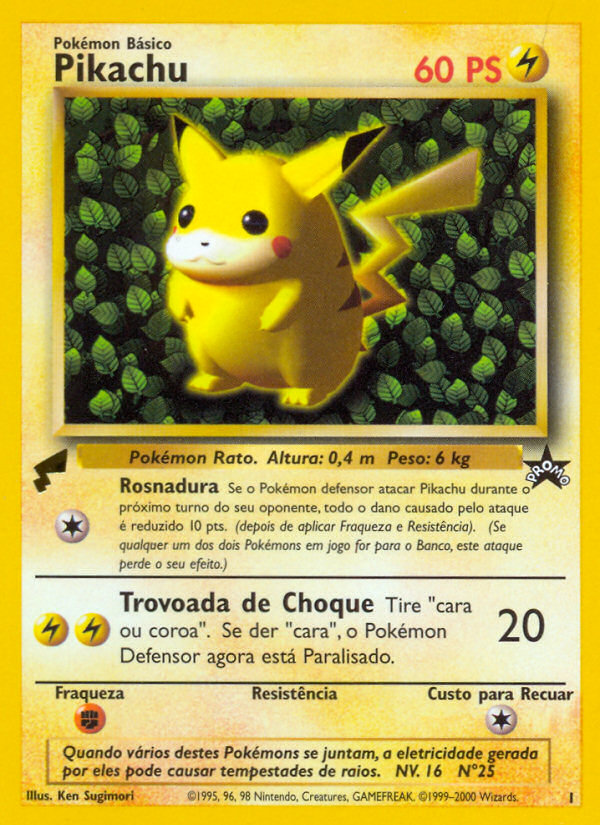 Pokémon Básico
Pikachu
60 PS
Pokémon Rato. Altura: 0,4 m Peso: 6 kg
PROMO
Rosnadura Se o Pokémon defensor atacar Pikachu durante o
próximo turno do seu oponente, todo o dano causado pelo ataque
é reduzido 10 pts. (depois de aplicar Fraqueza e Resistência). (Se
qualquer um dos dois Pokémons em jogo for para o Banco, este ataque
perde o seu efeito.)
Trovoada de Choque Tire "cara
ou coroa". Se der "cara", o Pokémon
Defensor agora está Paralisado.
20
Fraqueza Resistência Custo para Recuar
Quando vários destes Pokémons se juntam, a eletricidade gerada
por eles pode causar tempestades de raios. NV. 16 Nº25
Illus. Ken Sugimori ©1995, 96, 98 Nintendo, Creatures, GAMEFREAK. ©1999-2000 Wizards. 1